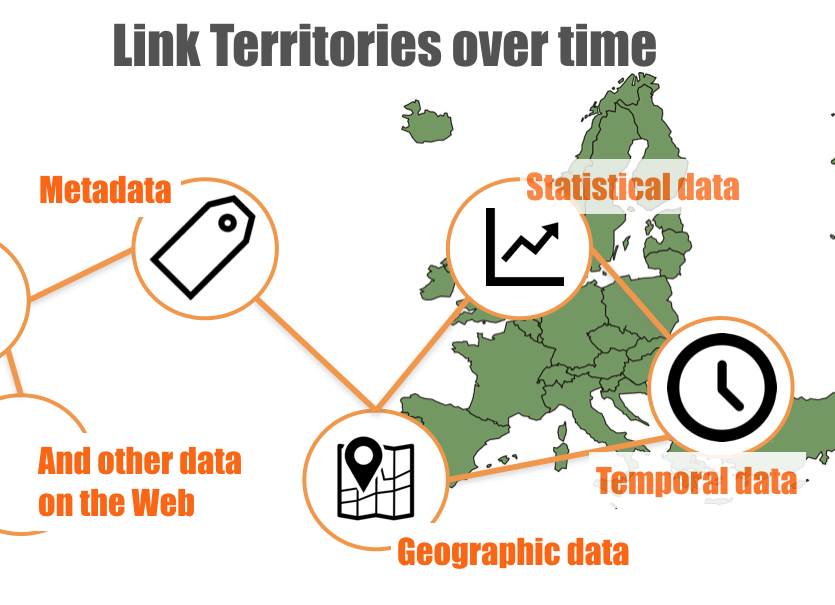 Link Territories over time
Metadata
Statistical data
And other data
on the Web
Temporal data
Geographic data